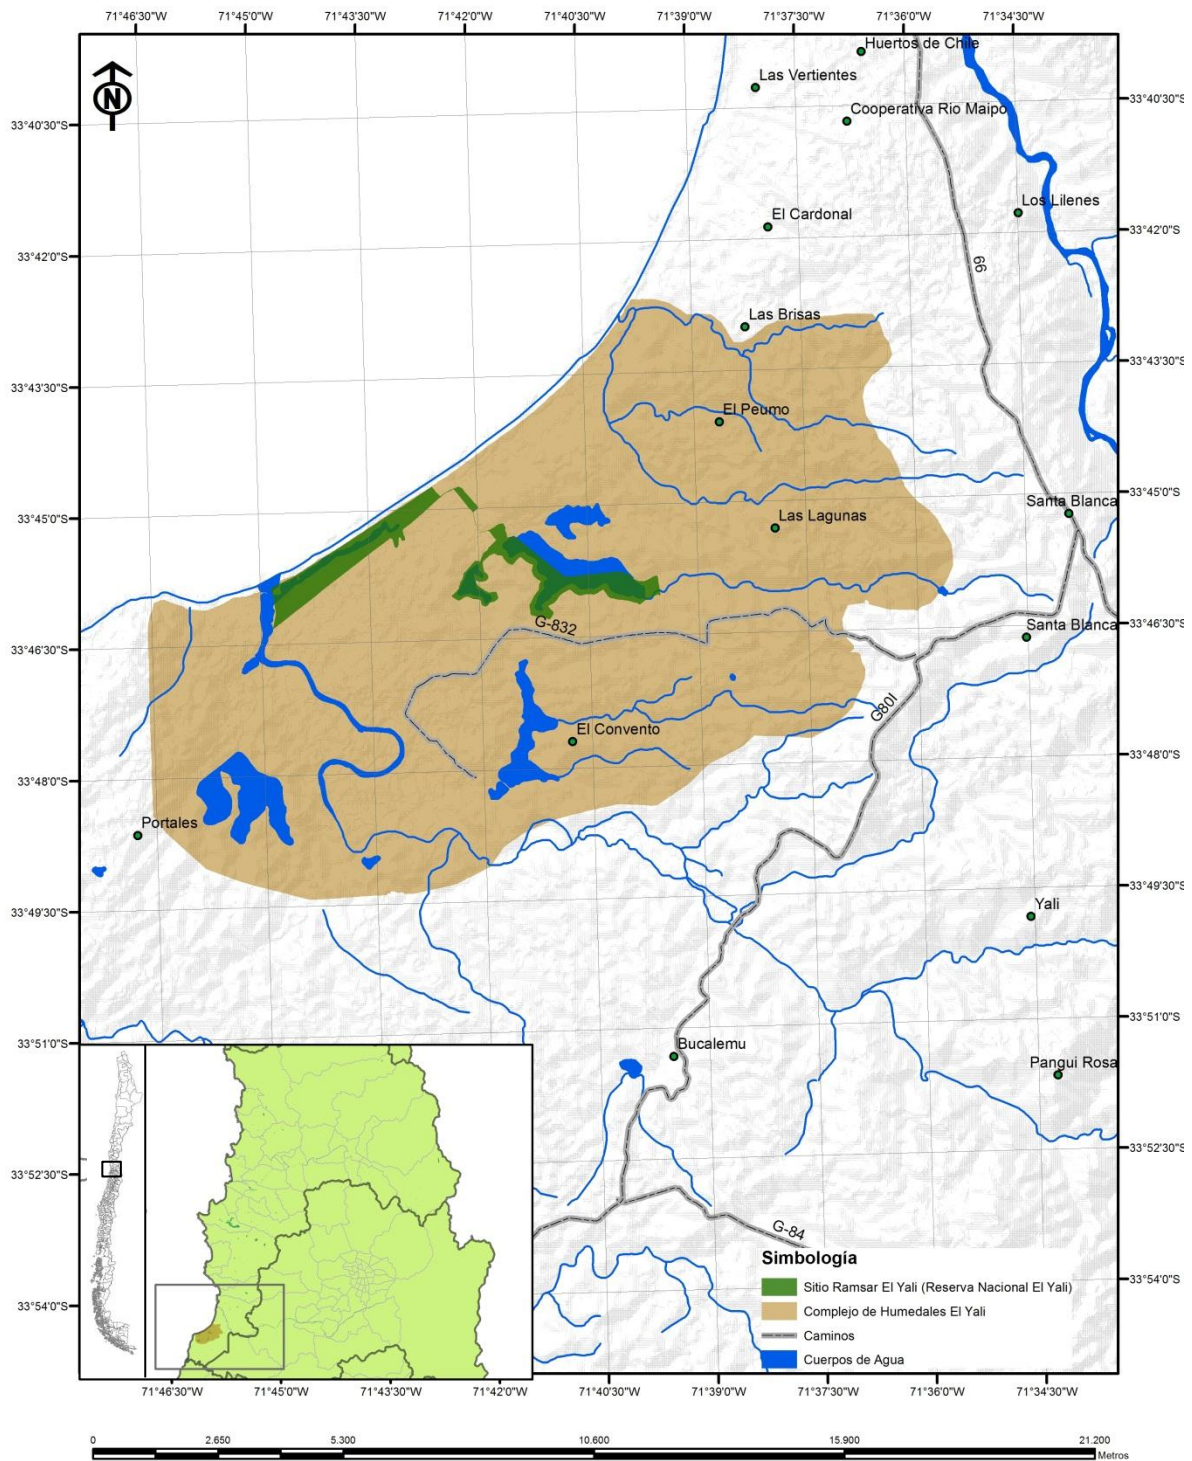 71°46'30"W 71°45'0"W 71°43'30"W 71°42'0"W 71°40'30"W 71°39'0"W 71°37'30"W 71°36'0"W 71°34'30"W
Huertos de Chile
N
Las Vertientes
33°40'30"S 33°40'30"S
Cooperativa Rio Maipo
Los Lilenes
El Cardonal
33°42'0"S 33°42'0"S
66
Las Brisas
33°43'30"S 33°43'30"S
El Peumo
33°45'0"S 33°45'0"S
Santa Blanca
Las Lagunas
G-832
Santa Blanca
33°46'30"S 33°46'30"S
G80I
El Convento
33°48'0"S 33°48'0"S
Portales
33°49'30"S 33°49'30"S
Yali
33°51'0"S 33°51'0"S
Bucalemu
Pangui Rosa
33°52'30"S 33°52'30"S
G-84
Simbología
33°54'0"S 33°54'0"S
Sitio Ramsar El Yali (Reserva Nacional El Yali)
Complejo de Humedales El Yali
Caminos
Cuerpos de Agua
71°46'30"W 71°45'0"W 71°43'30"W 71°42'0"W 71°40'30"W 71°39'0"W 71°37'30"W 71°36'0"W 71°34'30"W
0 2.650 5.300 10.600 15.900 21.200
Metros